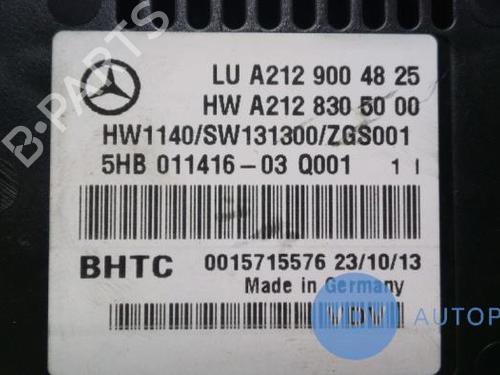 B-PARTS
LU A212 900 48 25
HW A212 830 50 00
HW1140/SW131300/ZGS001
5HB 011416-03 Q001 1 I
BHTC 0015715576 23/10/13
Made in Germany
VDV AUTOP